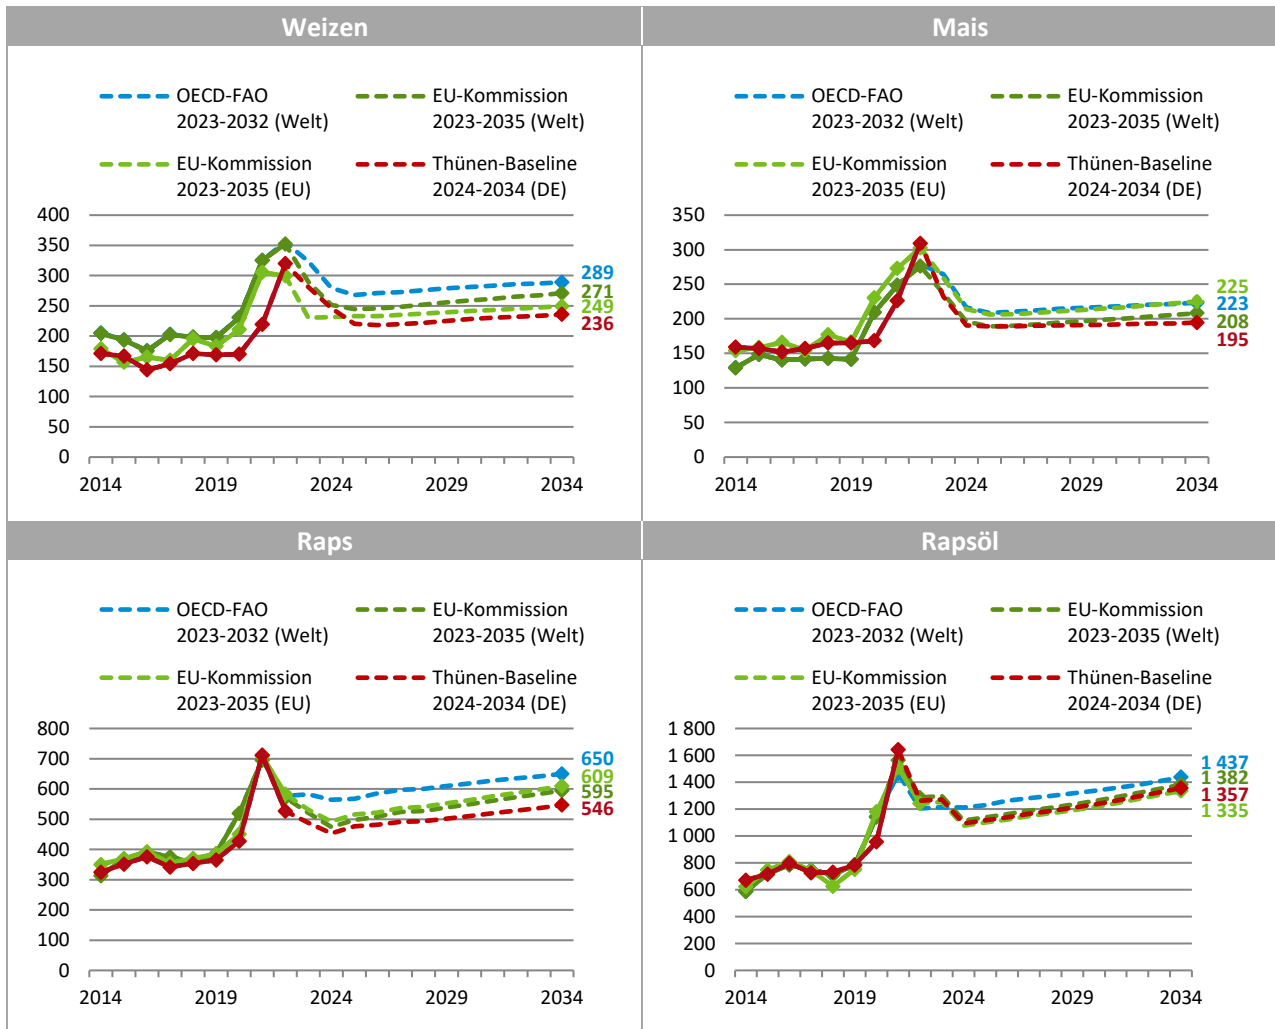 Weizen
Mais
OECD-FAO
2023-2032 (Welt)
EU-Kommission
2023-2035 (Welt)
EU-Kommission
2023-2035 (EU)
Thünen-Baseline
2024-2034 (DE)
400
350
300
250
200
150
100
50
0
289
271
249
236
2014
2019
2024
2029
2034
OECD-FAO
2023-2032 (Welt)
EU-Kommission
2023-2035 (Welt)
EU-Kommission
2023-2035 (EU)
Thünen-Baseline
2024-2034 (DE)
350
300
250
200
150
100
50
0
225
223
208
195
2014
2019
2024
2029
2034
Raps
Rapsöl
OECD-FAO
2023-2032 (Welt)
EU-Kommission
2023-2035 (Welt)
EU-Kommission
2023-2035 (EU)
Thünen-Baseline
2024-2034 (DE)
800
700
600
500
400
300
200
100
0
650
609
595
546
2014
2019
2024
2029
2034
OECD-FAO
2023-2032 (Welt)
EU-Kommission
2023-2035 (Welt)
EU-Kommission
2023-2035 (EU)
Thünen-Baseline
2024-2034 (DE)
1 800
1 600
1 400
1 200
1 000
800
600
400
200
0
1 437
1 382
1 357
1 335
2014
2019
2024
2029
2034